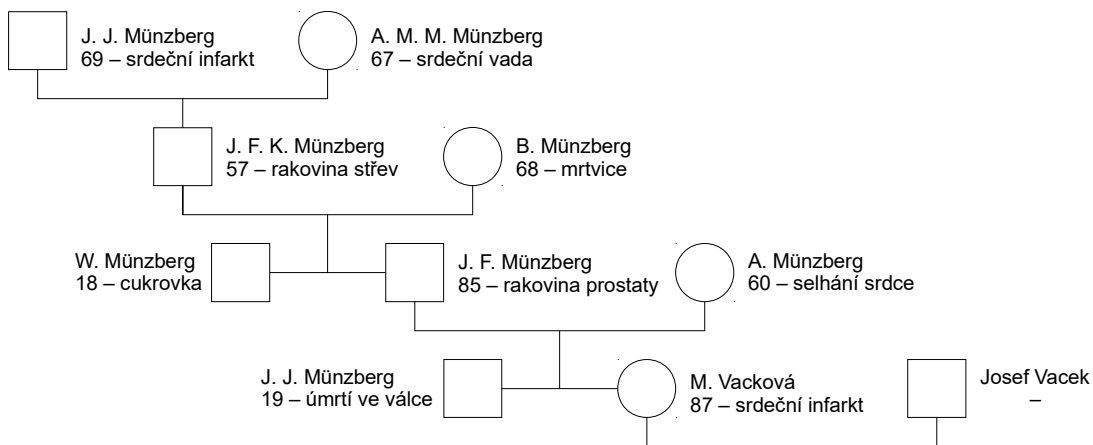 J. J. Münzberg
69 – srdeční infarkt
A. M. M. Münzberg
67 – srdeční vada
J. F. K. Münzberg
57 – rakovina střev
B. Münzberg
68 – mrtvice
W. Münzberg
18 – cukrovka
J. F. Münzberg
85 – rakovina prostaty
A. Münzberg
60 – selhání srdce
J. J. Münzberg
19 – úmrtí ve válce
M. Vacková
87 – srdeční infarkt
Josef Vacek
–